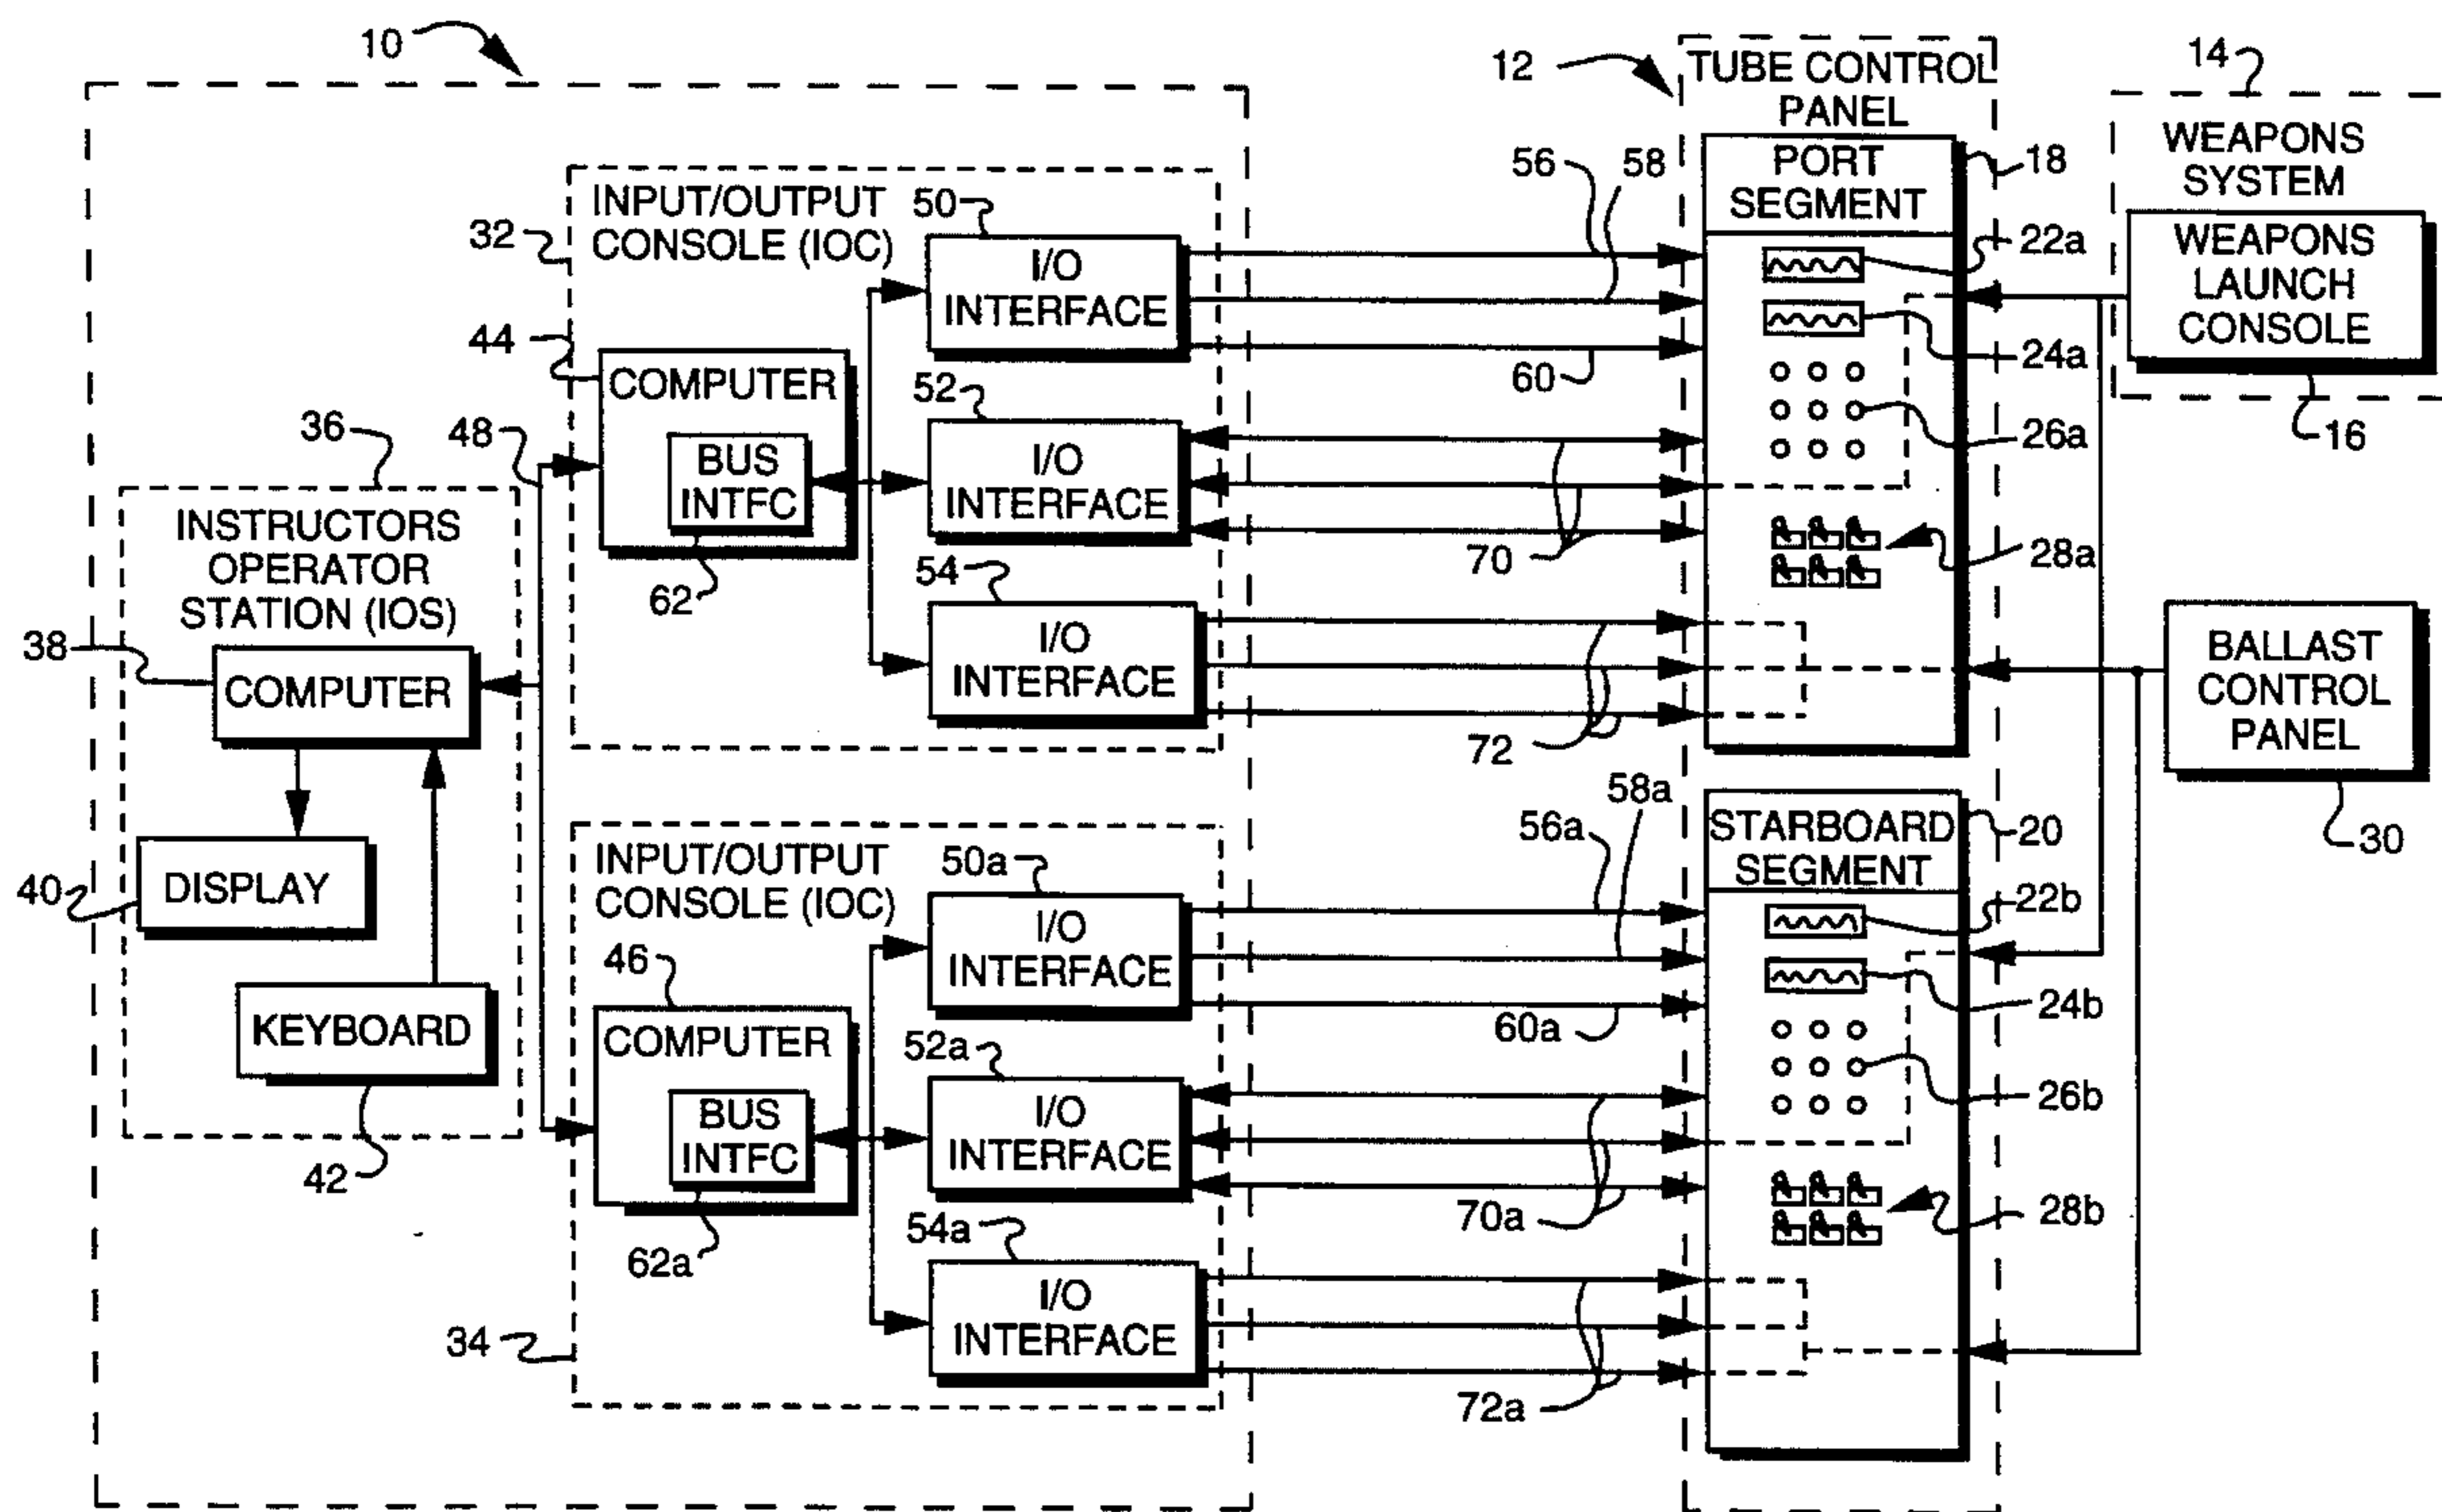 10
12
TUBE CONTROL
PANEL
14
WEAPONS
SYSTEM
WEAPONS
LAUNCH
CONSOLE
16
PORT
SEGMENT
18
22a
24a
26a
28a
56
58
60
70
72
INPUT/OUTPUT
CONSOLE (IOC)
32
44
COMPUTER
BUS
INTFC
62
50
I/O
INTERFACE
52
I/O
INTERFACE
54
I/O
INTERFACE
48
36
INSTRUCTORS
OPERATOR
STATION (IOS)
38
COMPUTER
40
DISPLAY
KEYBOARD
42
BALLAST
CONTROL
PANEL
30
INPUT/OUTPUT
CONSOLE (IOC)
46
COMPUTER
BUS
INTFC
62a
34
50a
I/O
INTERFACE
52a
I/O
INTERFACE
54a
I/O
INTERFACE
56a
58a
60a
70a
72a
STARBOARD
SEGMENT
20
22b
24b
26b
28b